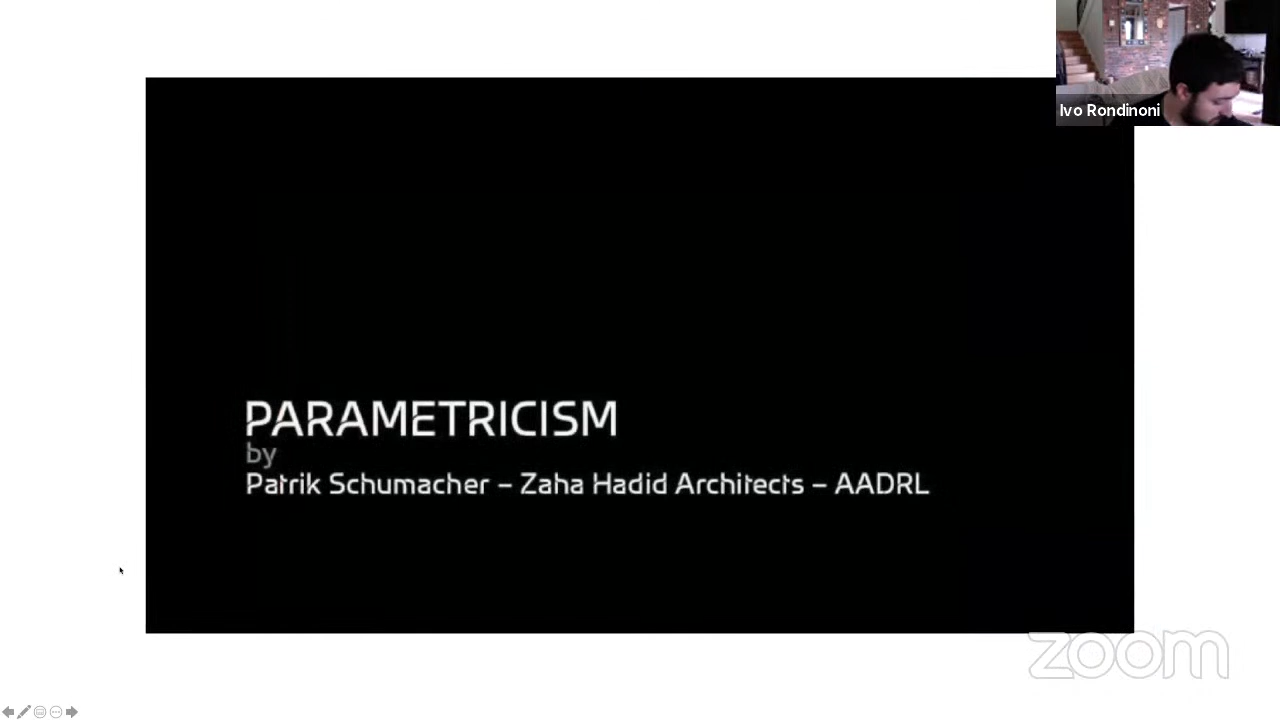 Ivo Rondinoni
PARAMETRICISM
by
Patrik Schumacher – Zaha Hadid Architects – AADRL
zoom